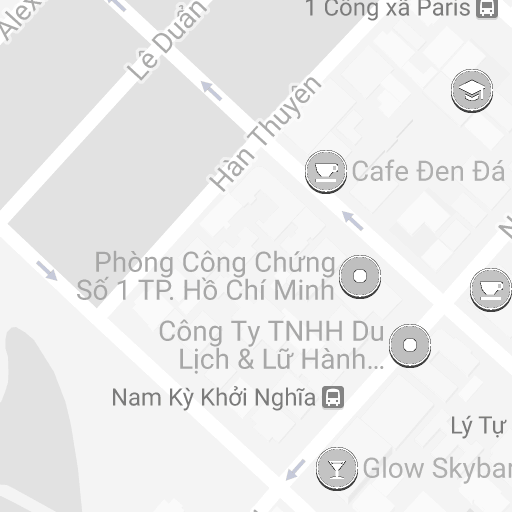 1 Công xã Paris
Alex
Lê Duẩn
Hàn Thuyên
Cafe Đen Đá
N
Phòng Công Chứng
Số 1 TP. Hồ Chí Minh
Công Ty TNHH Du
Lịch & Lữ Hành...
Nam Kỳ Khởi Nghĩa
Lý Tự
Glow Skybar